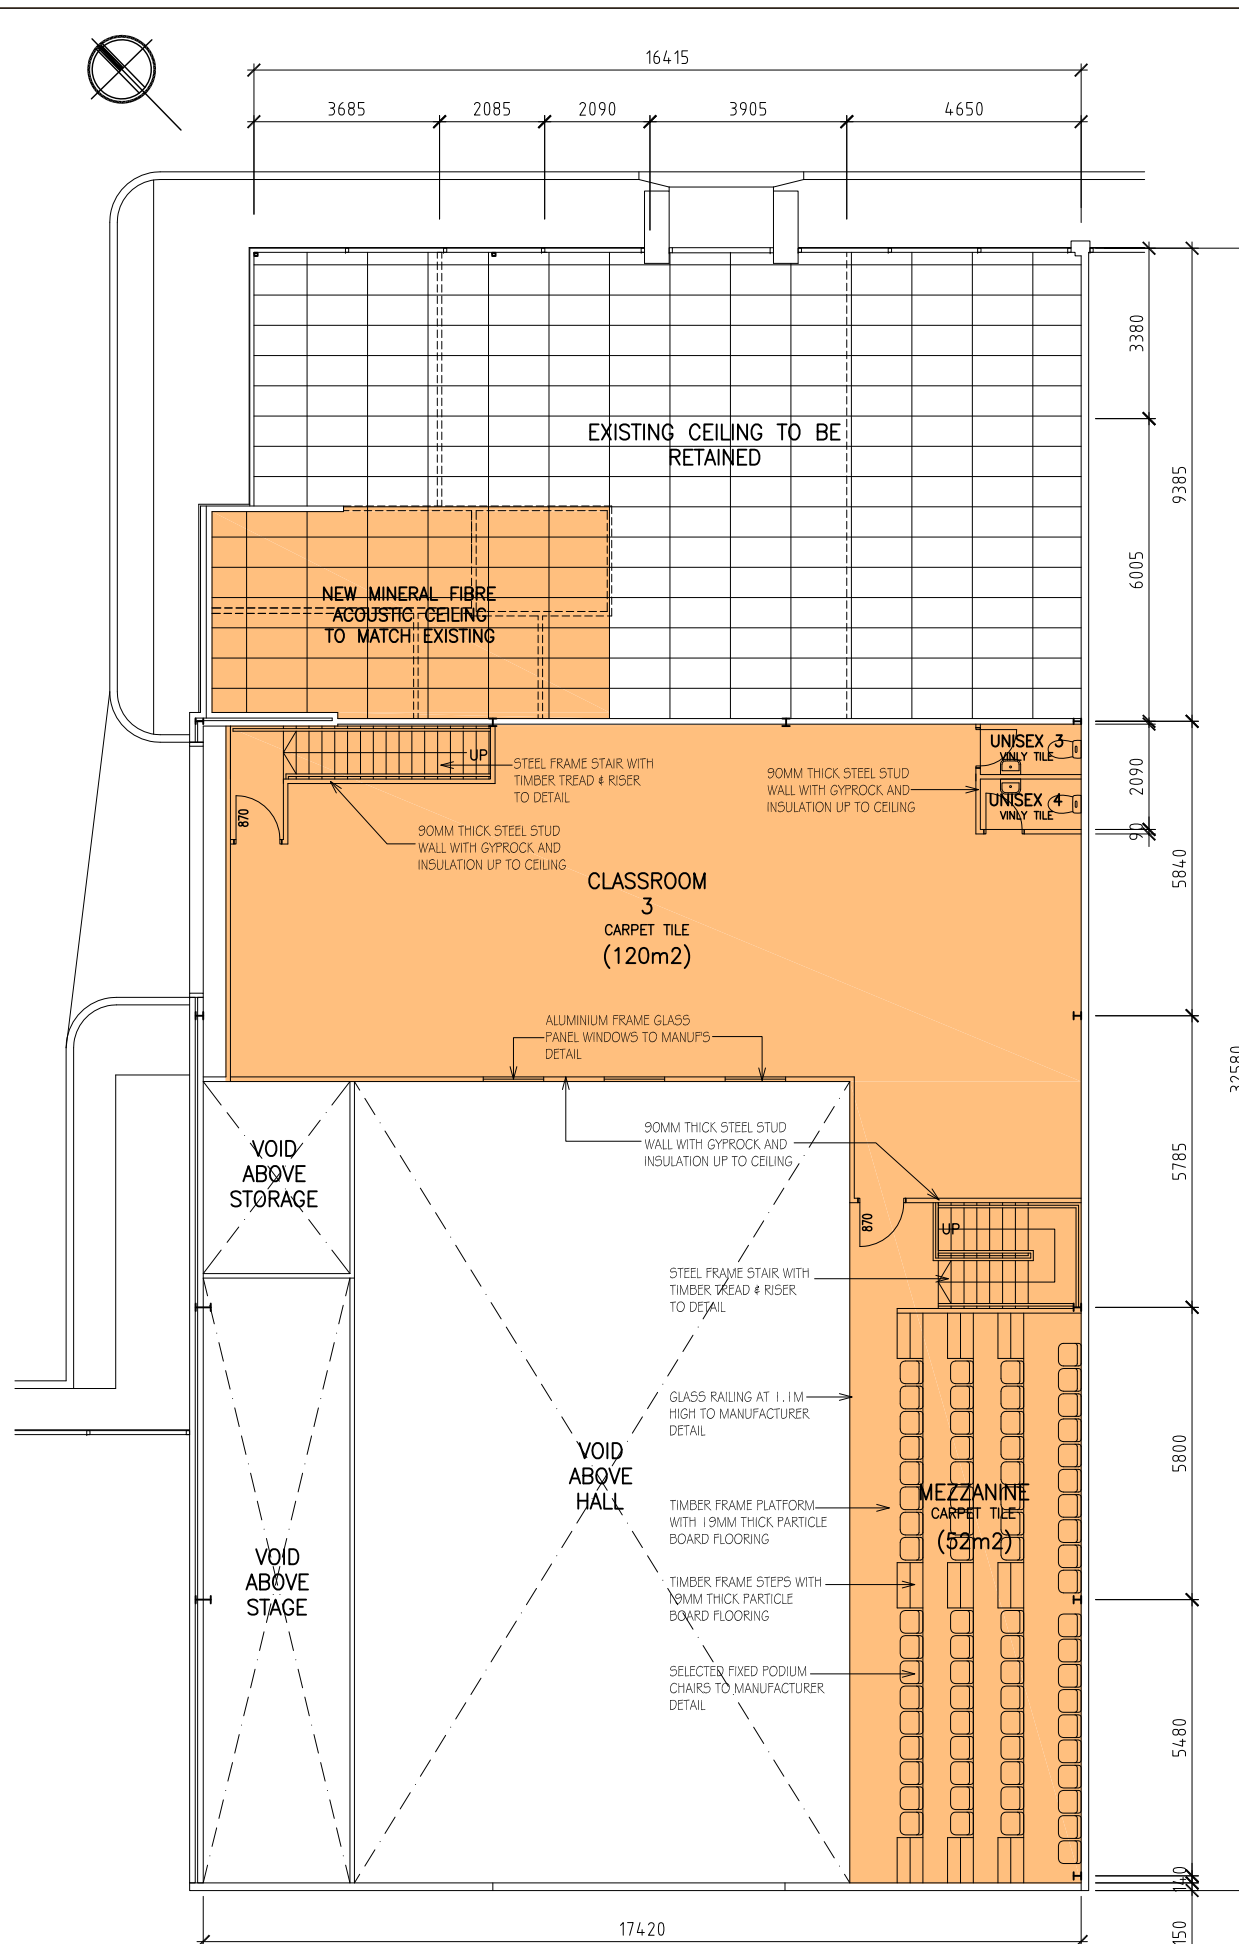 16415
3685
2085
2090
3905
4650
3380
9385
6005
EXISTING CEILING TO BE
RETAINED
NEW MINERAL FIBRE
ACOUSTIC CEILING
TO MATCH EXISTING
UP
STEEL FRAME STAIR WITH
TIMBER TREAD & RISER
TO DETAIL
870
90MM THICK STEEL STUD
WALL WITH GYPROCK AND
INSULATION UP TO CEILING
90MM THICK STEEL STUD
WALL WITH GYPROCK AND
INSULATION UP TO CEILING
UNISEX 3
VINLY TILE
UNISEX 4
VINLY TILE
2090
90
5840
CLASSROOM
3
CARPET TILE
(120m2)
ALUMINIUM FRAME GLASS
PANEL WINDOWS TO MANUF'S
DETAIL
32580
90MM THICK STEEL STUD
WALL WITH GYPROCK AND
INSULATION UP TO CEILING
VOID
ABOVE
STORAGE
5785
870
UP
STEEL FRAME STAIR WITH
TIMBER TREAD & RISER
TO DETAIL
GLASS RAILING AT 1.1M
HIGH TO MANUFACTURER
DETAIL
VOID
ABOVE
HALL
5800
MEZZANINE
CARPET TILE
(52m2)
TIMBER FRAME PLATFORM
WITH 19MM THICK PARTICLE
BOARD FLOORING
VOID
ABOVE
STAGE
TIMBER FRAME STEPS WITH
19MM THICK PARTICLE
BOARD FLOORING
SELECTED FIXED PODIUM
CHAIRS TO MANUFACTURER
DETAIL
5480
140
150
17420